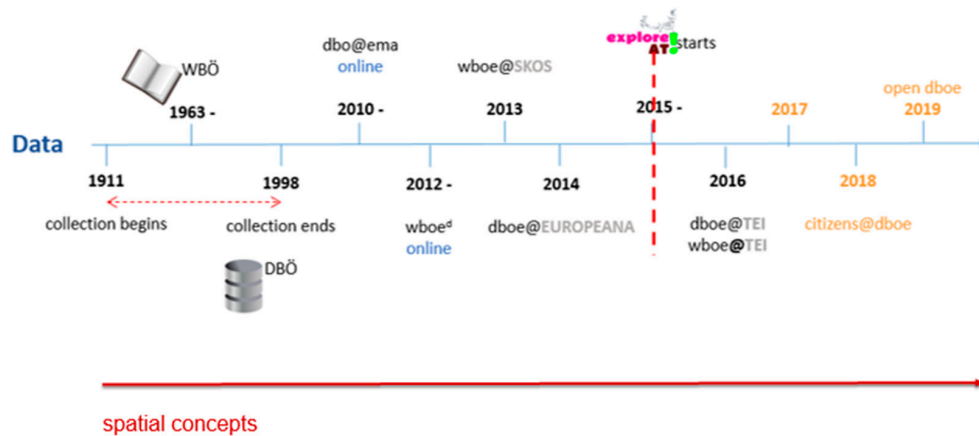 explore
AT!
starts
WBÖ
dbo@ema
online
wboe@SKOS
open dboe
1963 -
2010 -
2013
2015 -
2017
2019
Data
1911
1998
2012 -
2014
2016
2018
collection begins
collection ends
wboeᵈ
online
dboe@EUROPEANA
dboe@TEI
wboe@TEI
citizens@dboe
DBÖ
spatial concepts